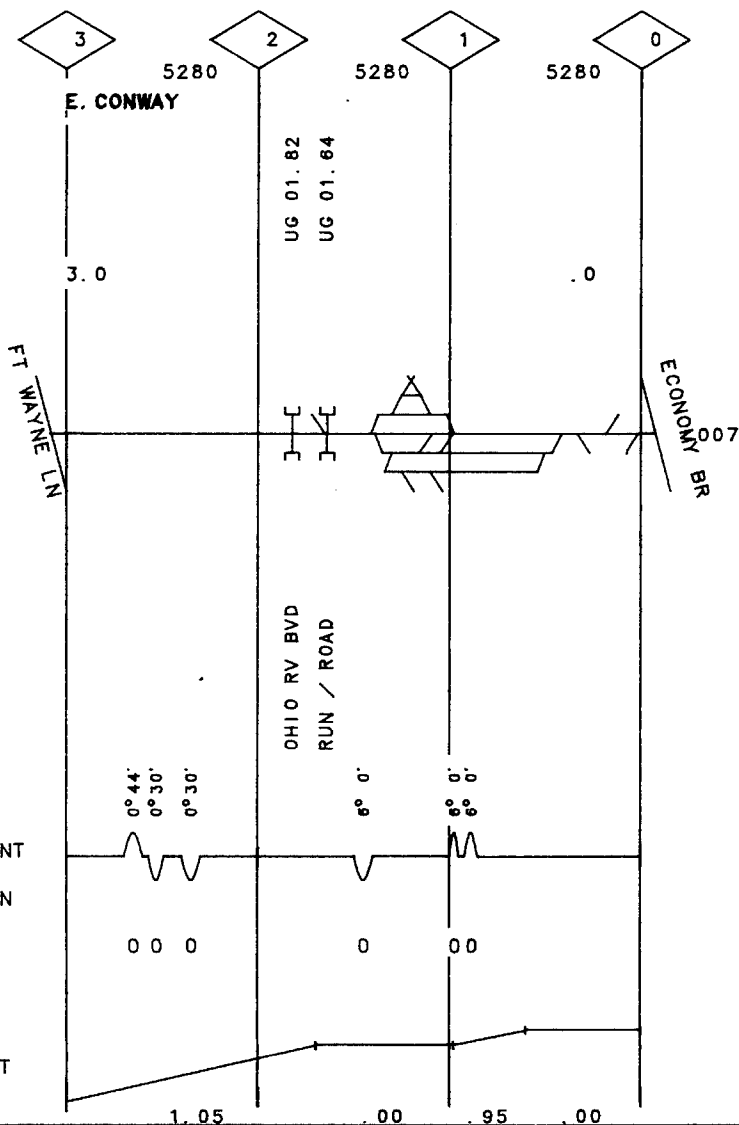 3 2 1 0
5280 5280 5280
E. CONWAY
UG 01.82
UG 01.64
3.0 .0
FT WAYNE LN
ECONOMY BR
007
OHIO RV BVD
RUN / ROAD
0°44' 0°30' 0°30' 6° 0' 6° 0' 6° 0'
NT
N
0 0 0 0 0 0
T
1.05 .00 .95 .00